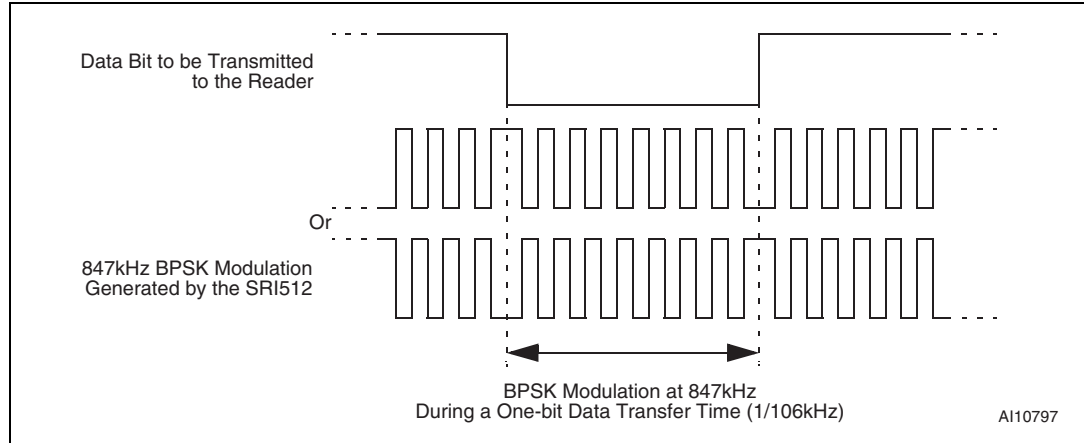 Data Bit to be Transmitted
to the Reader
Or
847kHz BPSK Modulation
Generated by the SRI512
BPSK Modulation at 847kHz
During a One-bit Data Transfer Time (1/106kHz)
AI10797